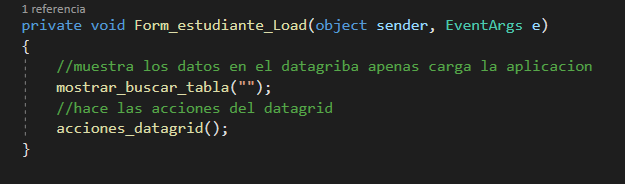 1 referencia
private void Form_estudiante_Load(object sender, EventArgs e)
{
//muestra los datos en el datagriba apenas carga la aplicacion
mostrar_buscar_tabla("");
//hace las acciones del datagrid
acciones_datagrid();
}